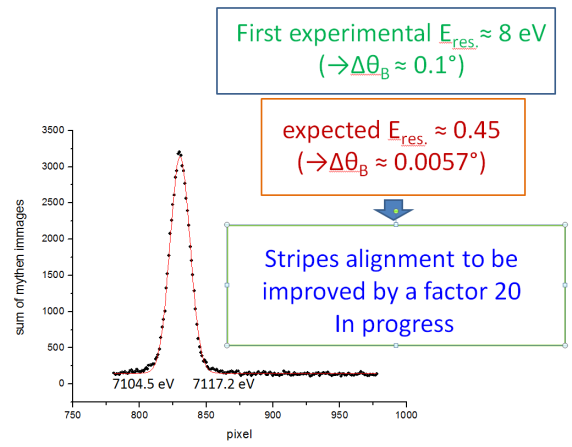 First experimental Eres.≈ 8 eV
(→ΔθB ≈ 0.1°)
expected Eres. ≈ 0.45
(→ΔθB ≈ 0.0057°)
Stripes alignment to be
improved by a factor 20
In progress
sum of mythen immages
3500
3000
2500
2000
1500
1000
500
0
7104.5 eV
7117.2 eV
750
800
850
900
950
1000
pixel